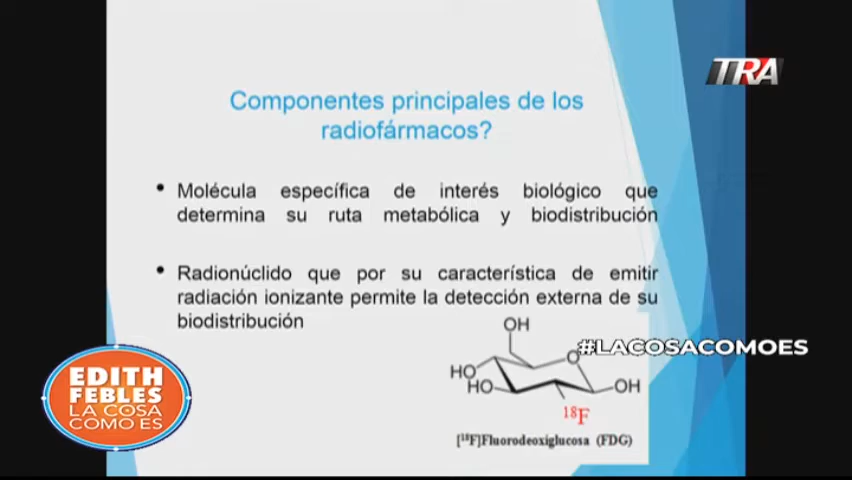 TRA
Componentes principales de los
radiofármacos?
• Molécula específica de interés biológico que
determina su ruta metabólica y biodistribución
• Radionúclido que por su característica de emitir
radiación ionizante permite la detección externa de su
biodistribución
OH
#LACOSACOMOES
O
HO
HO
OH
18F
[18F]Fluorodeoxiglucosa (FDG)
EDITH
FEBLES
LA COSA
COMO ES